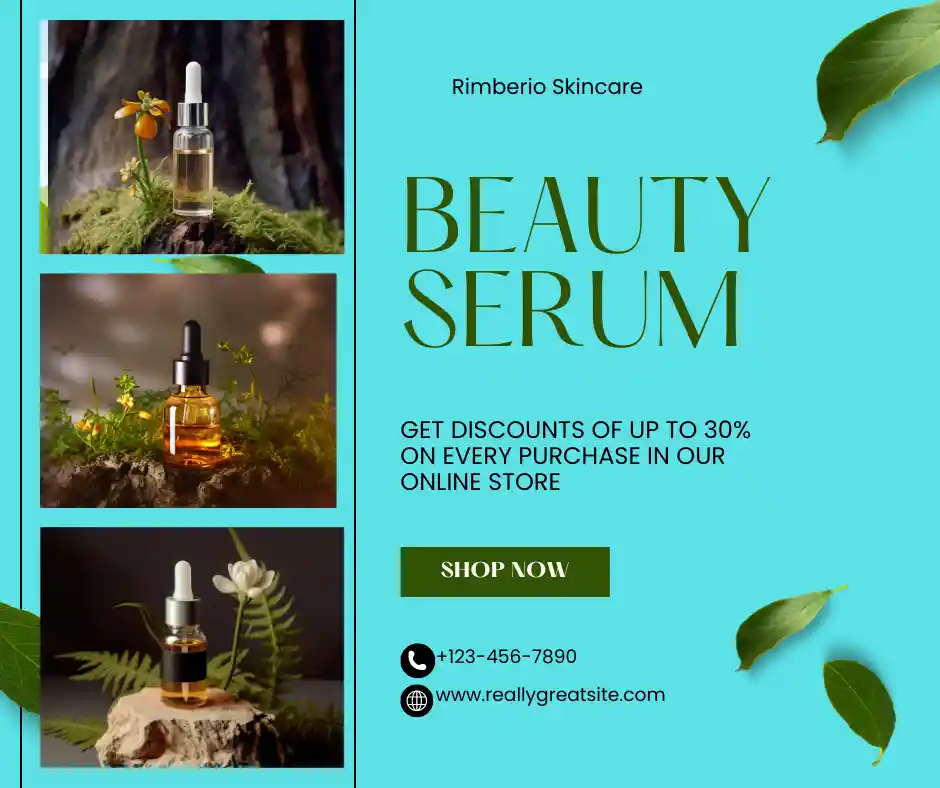 Rimberio Skincare
BEAUTY
SERUM
GET DISCOUNTS OF UP TO 30%
ON EVERY PURCHASE IN OUR
ONLINE STORE
SHOP NOW
+123-456-7890
www.reallygreatsite.com